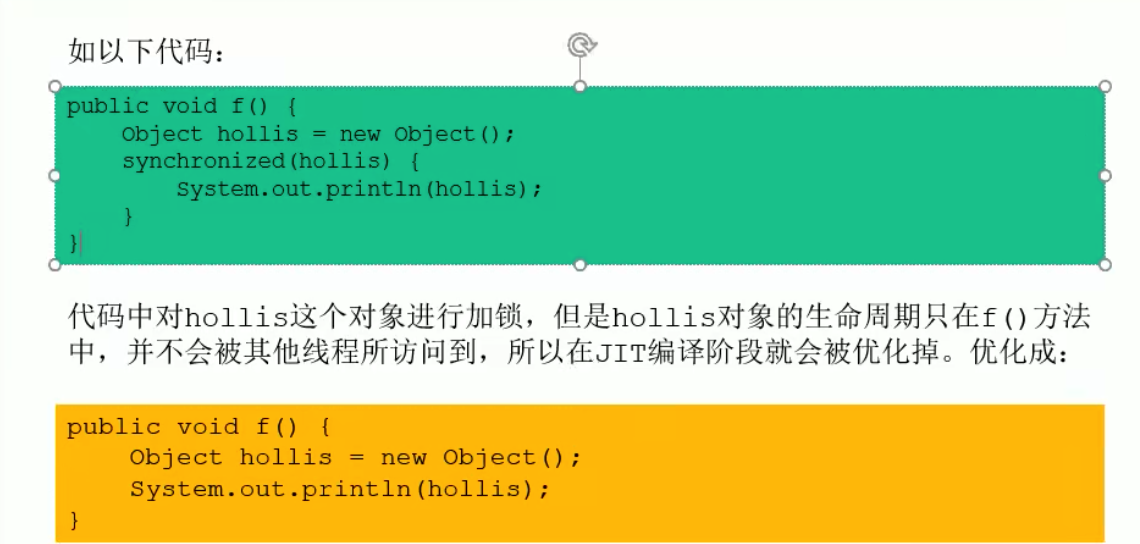 如以下代码：
public void f() {
    Object hollis = new Object();
    synchronized(hollis) {
        System.out.println(hollis);
    }
}
代码中对hollis这个对象进行加锁，但是hollis对象的生命周期只在f()方法
中，并不会被其他线程所访问到，所以在JIT编译阶段就会被优化掉。优化成：
public void f() {
    Object hollis = new Object();
    System.out.println(hollis);
}